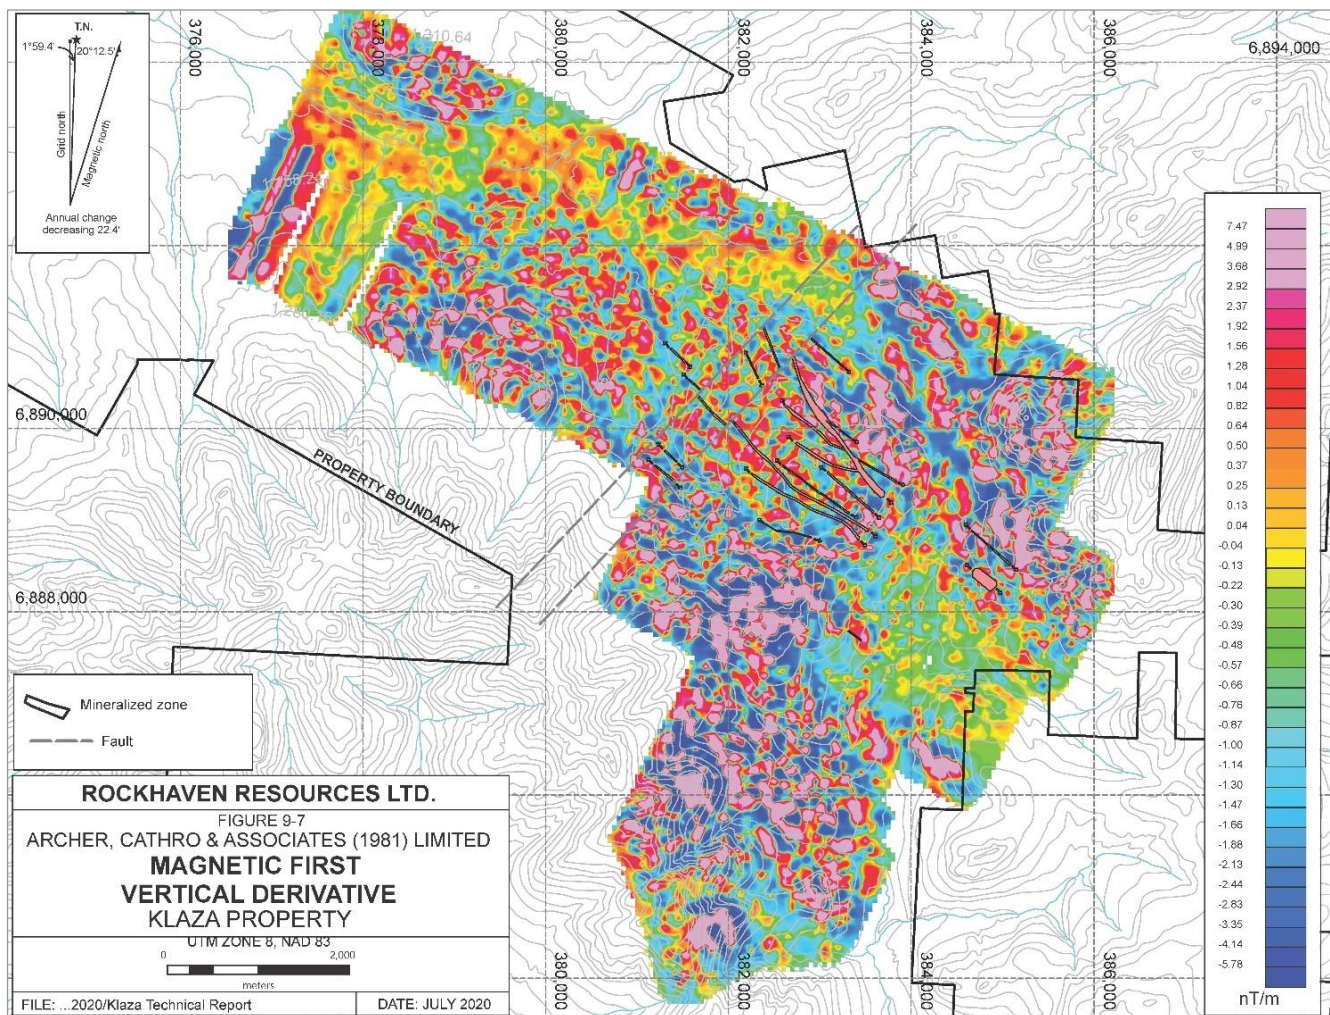 T.N.
1°59.4'
20°12.5'
Grid north
Magnetic north
Annual change
decreasing 22.4'
376,000
378,000
380,000
382,000
384,000
386,000
6,894,000
310.64
6,890,000
PROPERTY BOUNDARY
6,888,000
380,000
382,000
386,000
Mineralized zone
Fault
ROCKHAVEN RESOURCES LTD.
FIGURE 9-7
ARCHER, CATHRO & ASSOCIATES (1981) LIMITED
MAGNETIC FIRST
VERTICAL DERIVATIVE
KLAZA PROPERTY
UTM ZONE 8, NAD 83
0 2,000
meters
FILE: ...2020/Klaza Technical Report
DATE: JULY 2020
7.47
4.99
3.68
2.92
2.37
1.92
1.56
1.28
1.04
0.82
0.64
0.50
0.37
0.25
0.13
0.04
-0.04
-0.13
-0.22
-0.30
-0.39
-0.48
-0.57
-0.66
-0.76
-0.87
-1.00
-1.14
-1.30
-1.47
-1.66
-1.88
-2.13
-2.44
-2.83
-3.35
-4.14
-5.78
nT/m